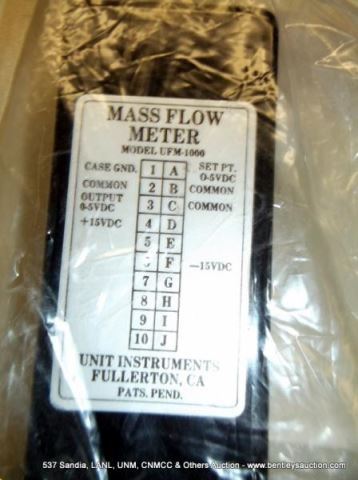 MASS FLOW
METER
MODEL UFM-1000
CASE GND. 1 A SET PT. 0-5VDC
COMMON 2 B COMMON
OUTPUT 0-5VDC 3 C COMMON
+15VDC 4 D
5 E
F -15VDC
7 G
8 H
9 I
10 J
UNIT INSTRUMENTS
FULLERTON, CA
PATS. PEND.
537 Sandia, LANL, UNM, CNMCC & Others Auction - www.bentleysauction.com